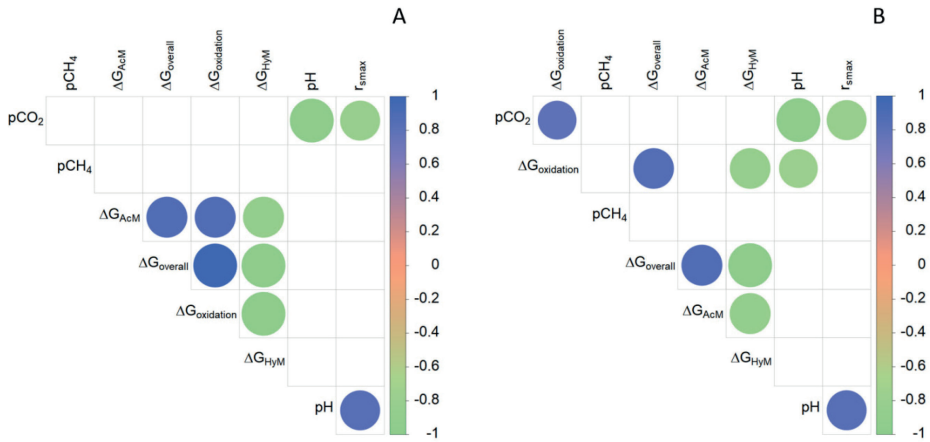 A
pCH4
ΔGAcM
ΔGoverall
ΔGoxidation
ΔGHyM
pH
rsmax
pCO2
pCH4
ΔGAcM
ΔGoverall
ΔGoxidation
ΔGHyM
pH
1
0.8
0.6
0.4
0.2
0
-0.2
-0.4
-0.6
-0.8
-1
B
ΔGoxidation
pCH4
ΔGoverall
ΔGAcM
ΔGHyM
pH
rsmax
pCO2
ΔGoxidation
pCH4
ΔGoverall
ΔGAcM
ΔGHyM
pH
1
0.8
0.6
0.4
0.2
0
-0.2
-0.4
-0.6
-0.8
-1